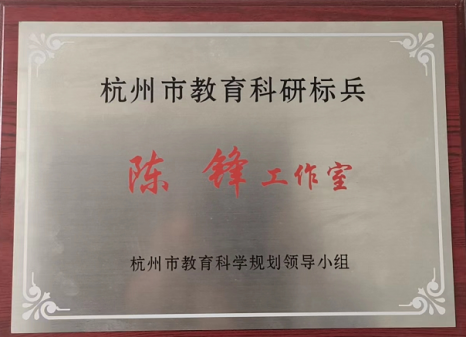 杭州市教育科研标兵
陈 锋 工作室
杭州市教育科学规划领导小组